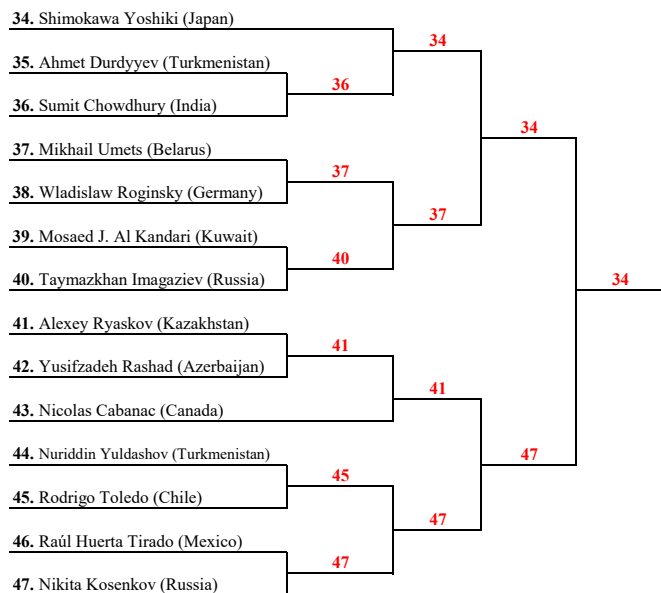 34. Shimokawa Yoshiki (Japan)
34
35. Ahmet Durdyyev (Turkmenistan)
36
36. Sumit Chowdhury (India)
34
37. Mikhail Umets (Belarus)
37
38. Wladislaw Roginsky (Germany)
37
39. Mosaed J. Al Kandari (Kuwait)
40
40. Taymazkhan Imagaziev (Russia)
34
41. Alexey Ryaskov (Kazakhstan)
41
42. Yusifzadeh Rashad (Azerbaijan)
41
43. Nicolas Cabanac (Canada)
44. Nuriddin Yuldashov (Turkmenistan)
47
45
45. Rodrigo Toledo (Chile)
47
46. Raúl Huerta Tirado (Mexico)
47
47. Nikita Kosenkov (Russia)